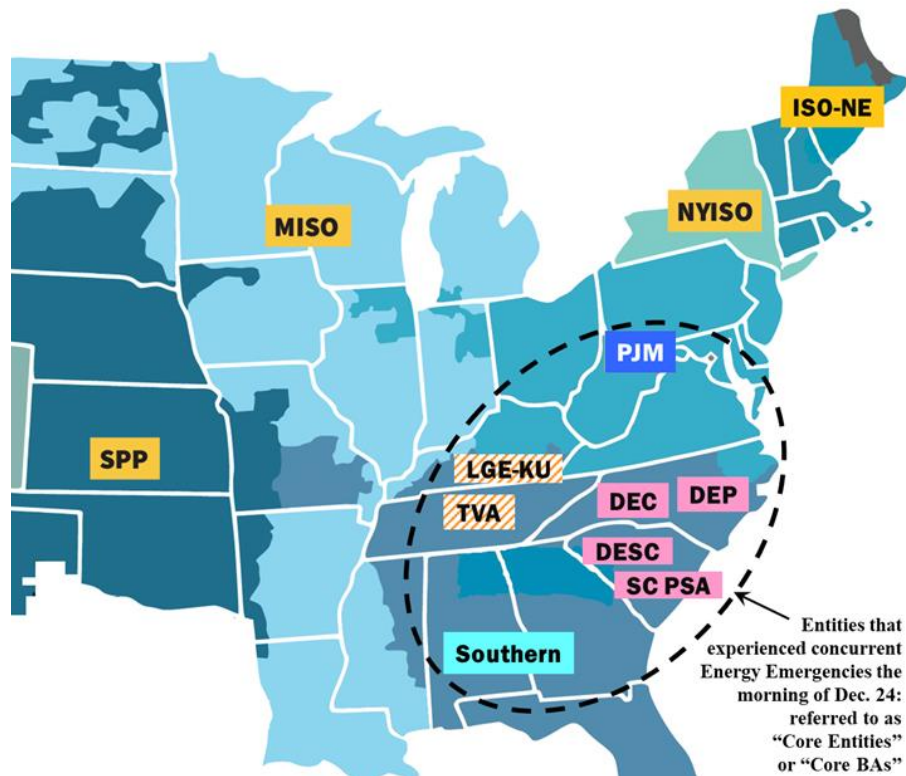 ISO-NE
NYISO
MISO
PJM
SPP
LGE-KU
TVA
DEC
DEP
DESC
SC PSA
Southern
Entities that
experienced concurrent
Energy Emergencies the
morning of Dec. 24:
referred to as
“Core Entities”
or “Core BAs”